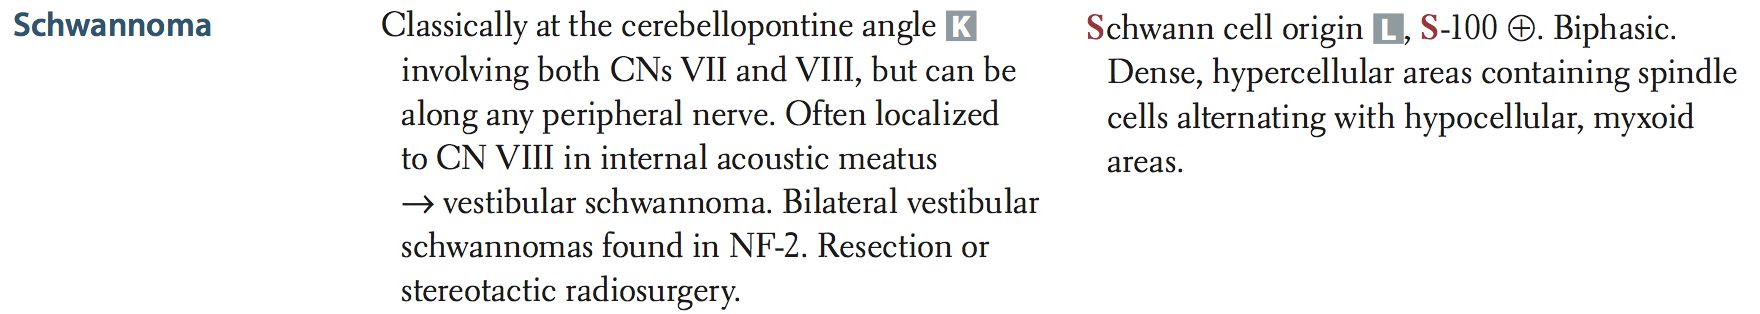 Schwannoma
Classically at the cerebellopontine angle K
involving both CNs VII and VIII, but can be
along any peripheral nerve. Often localized
to CN VIII in internal acoustic meatus
→ vestibular schwannoma. Bilateral vestibular
schwannomas found in NF-2. Resection or
stereotactic radiosurgery.
Schwann cell origin L, S-100 ⊕. Biphasic.
Dense, hypercellular areas containing spindle
cells alternating with hypocellular, myxoid
areas.